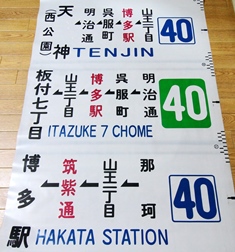 40
山王一丁目
博多駅
呉服町
明治通
天神
(西公園)
TENJIN
40
明治通
呉服町
博多駅
山王一丁目
板付七丁目
ITAZUKE 7 CHOME
40
那珂
山王一丁目
筑紫通
博多駅
HAKATA STATION